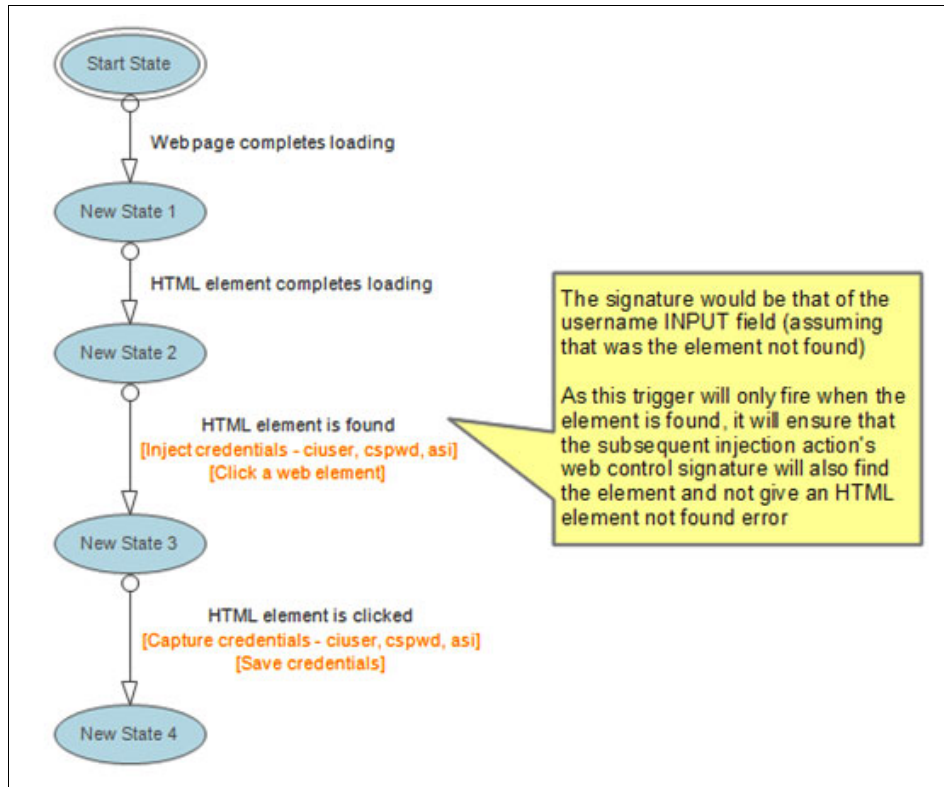 Start State
Web page completes loading
New State 1
HTML element completes loading
New State 2
HTML element is found
[Inject credentials - ciuser, cspwd, asi]
[Click a web element]
The signature would be that of the
username INPUT field (assuming
that was the element not found)
As this trigger will only fire when the
element is found, it will ensure that
the subsequent injection action's
web control signature will also find
the element and not give an HTML
element not found error
New State 3
HTML element is clicked
[Capture credentials - ciuser, cspwd, asi]
[Save credentials]
New State 4